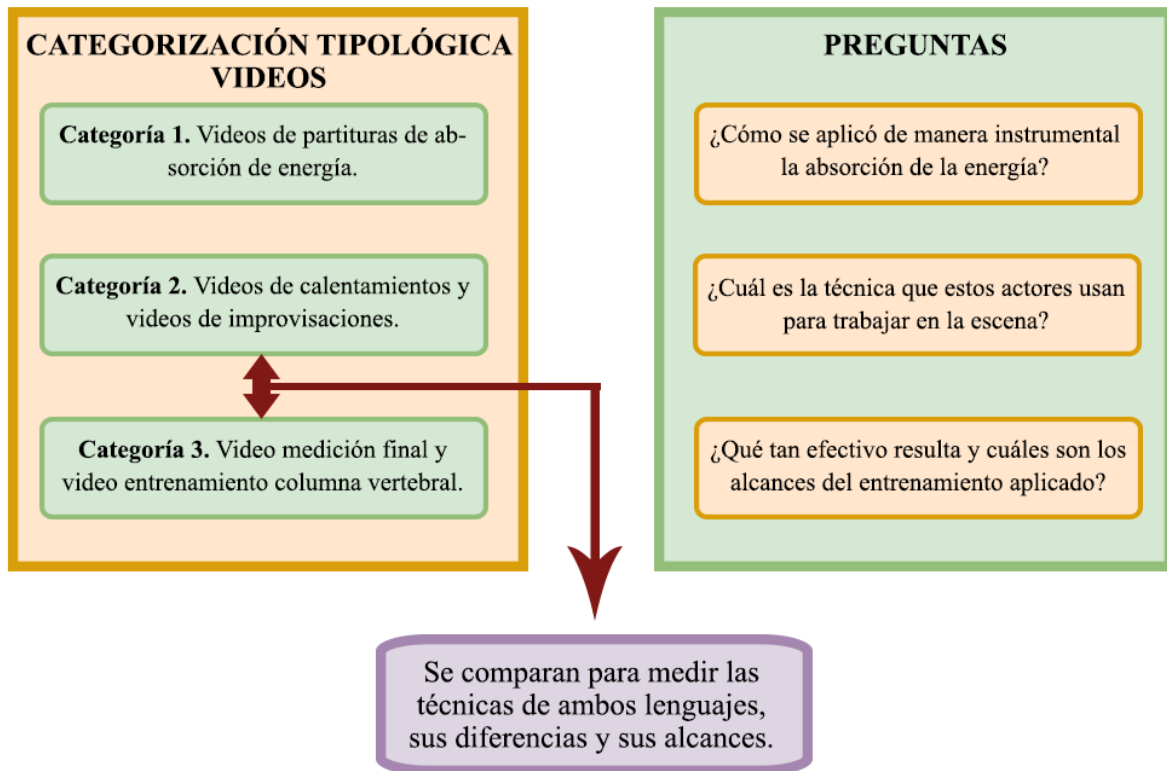 CATEGORIZACIÓN TIPOLÓGICA
VIDEOS
Categoría 1. Videos de partituras de ab-
sorción de energía.
Categoría 2. Videos de calentamientos y
videos de improvisaciones.
Categoría 3. Video medición final y
video entrenamiento columna vertebral.
PREGUNTAS
¿Cómo se aplicó de manera instrumental
la absorción de la energía?
¿Cuál es la técnica que estos actores usan
para trabajar en la escena?
¿Qué tan efectivo resulta y cuáles son los
alcances del entrenamiento aplicado?
Se comparan para medir las
técnicas de ambos lenguajes,
sus diferencias y sus alcances.